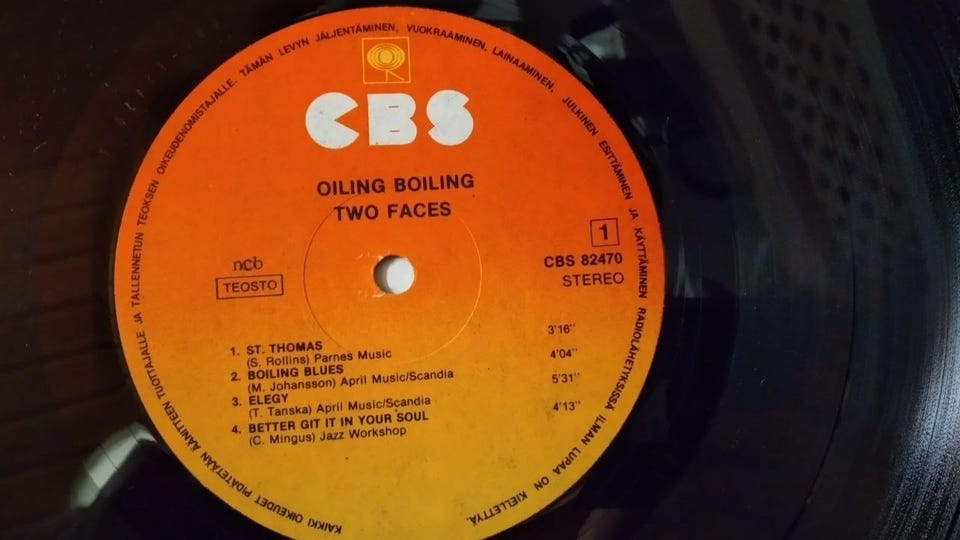 KAIKKI OIKEUDET PIDÄTETÄÄN ÄÄNITTEEN TUOTTAJALLE JA TALLENNETUN TEOKSEN OIKEUDENOMISTAJALLE. TÄMÄN LEVYN JÄLJENTÄMINEN, VUOKRAAMINEN, LAINAAMINEN, JULKINEN ESITTÄMINEN JA KÄYTTÄMINEN RADIOLÄHETYKSISSÄ ILMAN LUPAA ON KIELLETTYÄ.
CBS
OILING BOILING
TWO FACES
1
ncb
TEOSTO
CBS 82470
STEREO
1. ST. THOMAS 3'16''
(S. Rollins) Parnes Music
2. BOILING BLUES 4'04''
(M. Johansson) April Music/Scandia
3. ELEGY 5'31''
(T. Tanska) April Music/Scandia
4. BETTER GIT IT IN YOUR SOUL 4'13''
(C. Mingus) Jazz Workshop